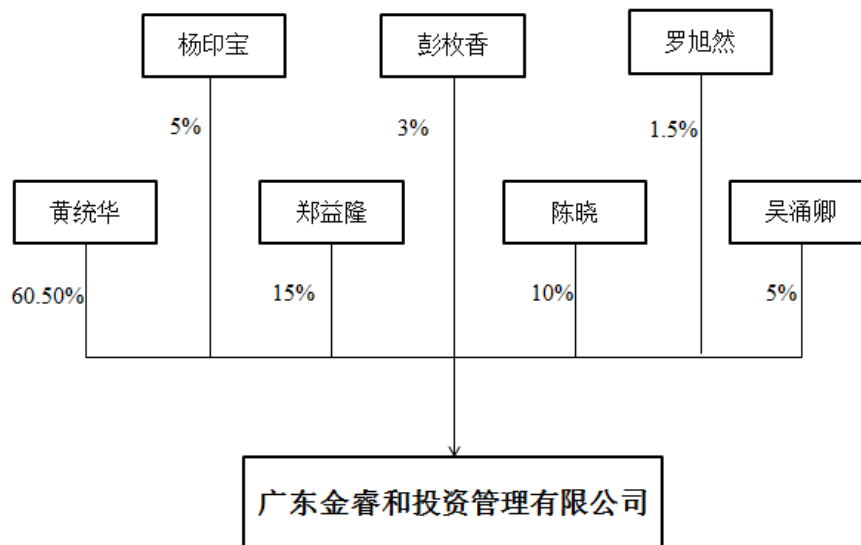 杨印宝
彭枚香
罗旭然
5%
3%
1.5%
黄统华
郑益隆
陈晓
吴涌卿
60.50%
15%
10%
5%
广东金睿和投资管理有限公司